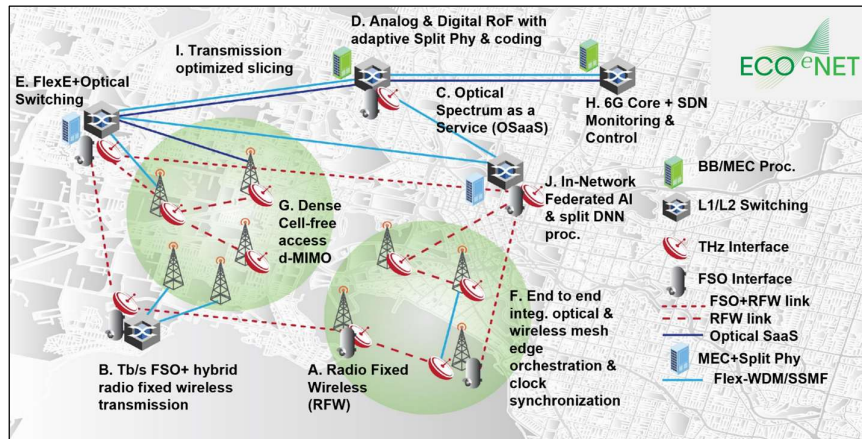 D. Analog & Digital RoF with
adaptive Split Phy & coding
I. Transmission
optimized slicing
E. FlexE+Optical
Switching
C. Optical
Spectrum as a
Service (OSaaS)
H. 6G Core + SDN
Monitoring &
Control
ECO eNET
G. Dense
Cell-free
access
d-MIMO
J. In-Network
Federated AI
& split DNN
proc.
F. End to end
integ. optical &
wireless mesh
edge
orchestration &
clock
synchronization
B. Tb/s FSO+ hybrid
radio fixed wireless
transmission
A. Radio Fixed
Wireless
(RFW)
BB/MEC Proc.
L1/L2 Switching
THz Interface
FSO Interface
FSO+RFW link
RFW link
Optical SaaS
MEC+Split Phy
Flex-WDM/SSMF